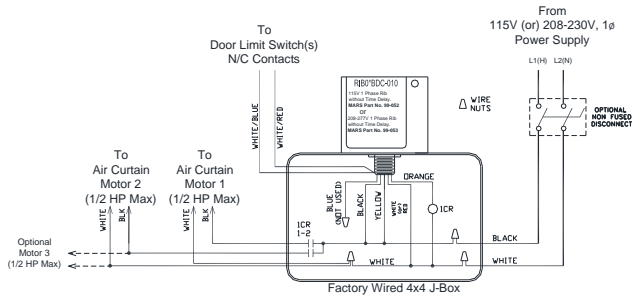 From
115V (or) 208-230V, 1ø
Power Supply
L1(H) L2(N)
To
Door Limit Switch(s)
N/C Contacts
RIB0"BDC-010
115V 1 Phase Rib
without Time Delay.
MARS Part No. 99-052
or
208-277V 1 Phase Rib
without Time Delay.
MARS Part No. 99-053
WIRE
NUTS
OPTIONAL
NON FUSED
DISCONNECT
WHITE/BLUE
WHITE/RED
To
Air Curtain
Motor 2
(1/2 HP Max)
To
Air Curtain
Motor 1
(1/2 HP Max)
WHITE
BLK
WHITE
BLK
ORANGE
BLUE
(NOT USED)
BLACK
YELLOW
WHITE
RED
1CR
1CR
1-2
Optional
Motor 3
(1/2 HP Max)
BLACK
WHITE
WHITE
Factory Wired 4x4 J-Box